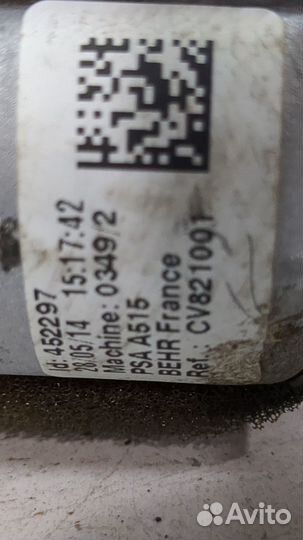 Id: 452297
28/05/14 15:17:42
Machine: 0349/2
PSA A515
BEHR France
Ref.: CV821001
Avito